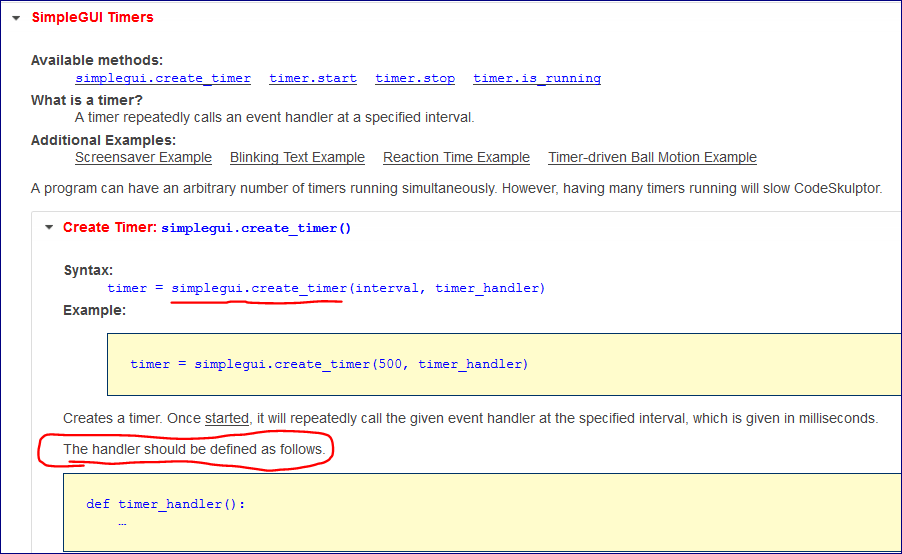 SimpleGUI Timers
Available methods:
simplegui.create_timer timer.start timer.stop timer.is_running
What is a timer?
A timer repeatedly calls an event handler at a specified interval.
Additional Examples:
Screensaver Example Blinking Text Example Reaction Time Example Timer-driven Ball Motion Example
A program can have an arbitrary number of timers running simultaneously. However, having many timers running will slow CodeSkulptor.
Create Timer: simplegui.create_timer()
Syntax:
timer = simplegui.create_timer(interval, timer_handler)
Example:
timer = simplegui.create_timer(500, timer_handler)
Creates a timer. Once started, it will repeatedly call the given event handler at the specified interval, which is given in milliseconds.
The handler should be defined as follows.
def timer_handler():
…